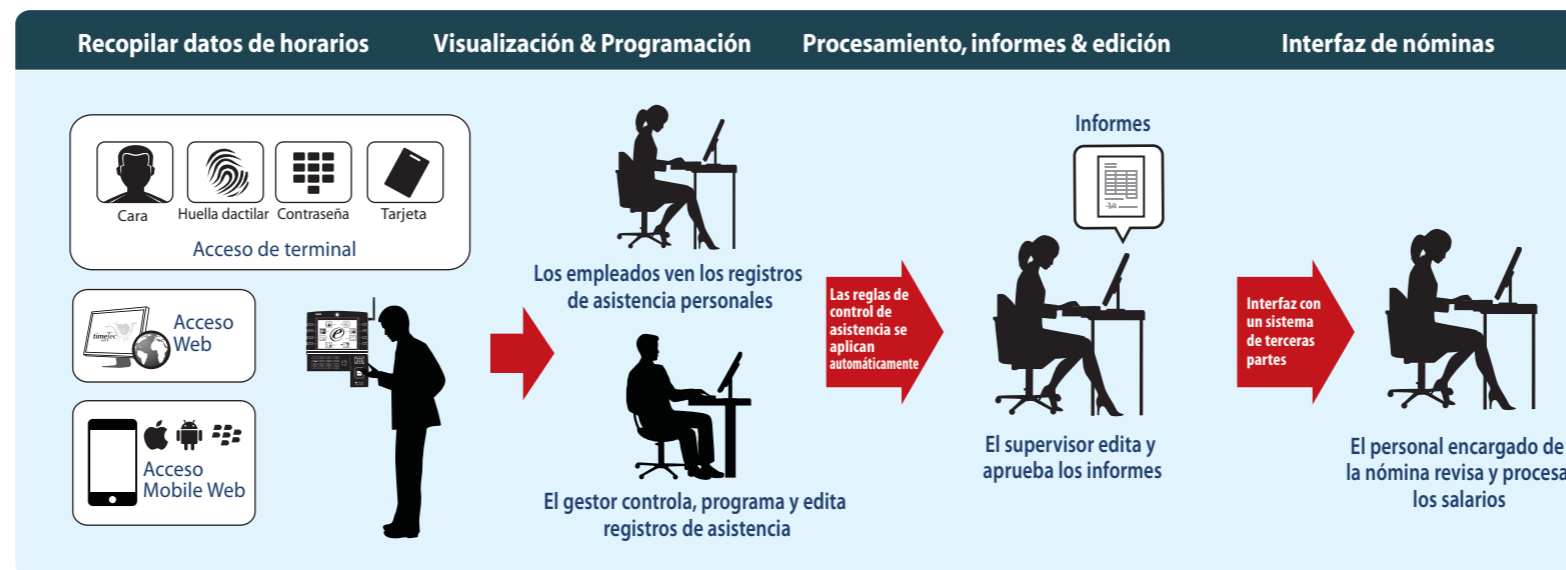 Recopilar datos de horarios
Visualización & Programación
Procesamiento, informes & edición
Interfaz de nóminas
Cara
Huella dactilar
Contraseña
Tarjeta
Acceso de terminal
timeTec
Acceso
Web
Acceso
Mobile Web
Los empleados ven los registros
de asistencia personales
El gestor controla, programa y edita
registros de asistencia
Las reglas de
control de
asistencia se
aplican
automáticamente
Informes
El supervisor edita y
aprueba los informes
Interfaz con
un sistema
de terceras
partes
El personal encargado de
la nómina revisa y procesa
los salarios